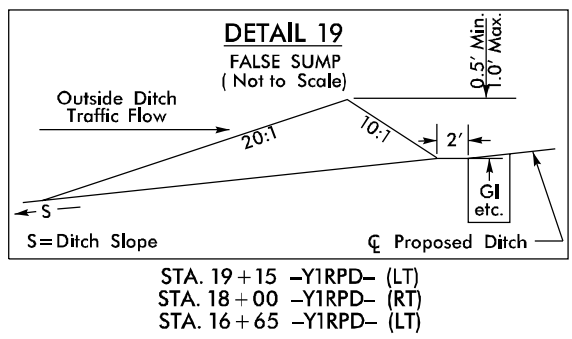 DETAIL 19
FALSE SUMP
( Not to Scale)
0.5' Min.
1.0' Max.
Outside Ditch
Traffic Flow
20:1
10:1
2'
GI
etc.
S
S=Ditch Slope
℄ Proposed Ditch
STA. 19+15 -Y1RPD- (LT)
STA. 18+00 -Y1RPD- (RT)
STA. 16+65 -Y1RPD- (LT)